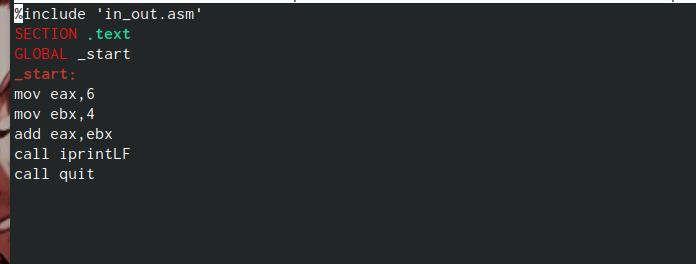 %include 'in_out.asm'
SECTION .text
GLOBAL _start
_start:
mov eax,6
mov ebx,4
add eax,ebx
call iprintLF
call quit